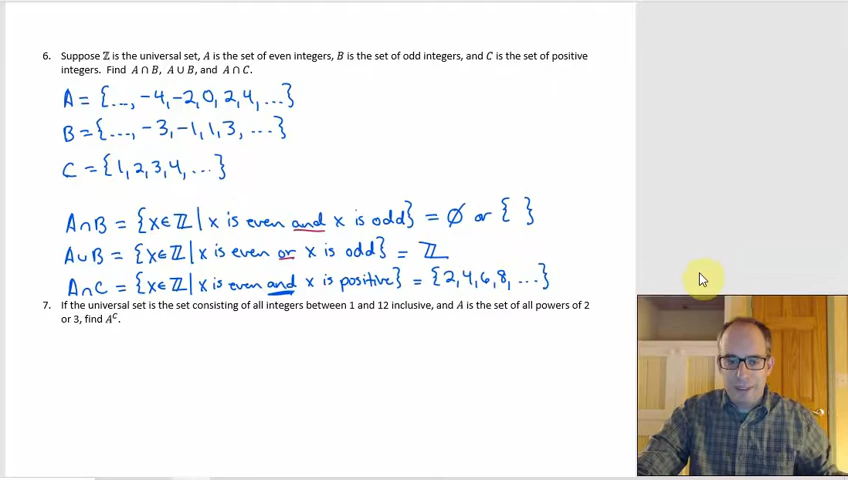 6. Suppose ℤ is the universal set, A is the set of even integers, B is the set of odd integers, and C is the set of positive
integers. Find A ∩ B, A ∪ B, and A ∩ C.
A = {..., -4, -2, 0, 2, 4, ...}
B = {..., -3, -1, 1, 3, ...}
C = {1, 2, 3, 4, ...}
A∩B = {x∈ℤ | x is even and x is odd} = ∅ or { }
A∪B = {x∈ℤ | x is even or x is odd} = ℤ
A∩C = {x∈ℤ | x is even and x is positive} = {2, 4, 6, 8, ...}
7. If the universal set is the set consisting of all integers between 1 and 12 inclusive, and A is the set of all powers of 2
or 3, find Aᶜ.